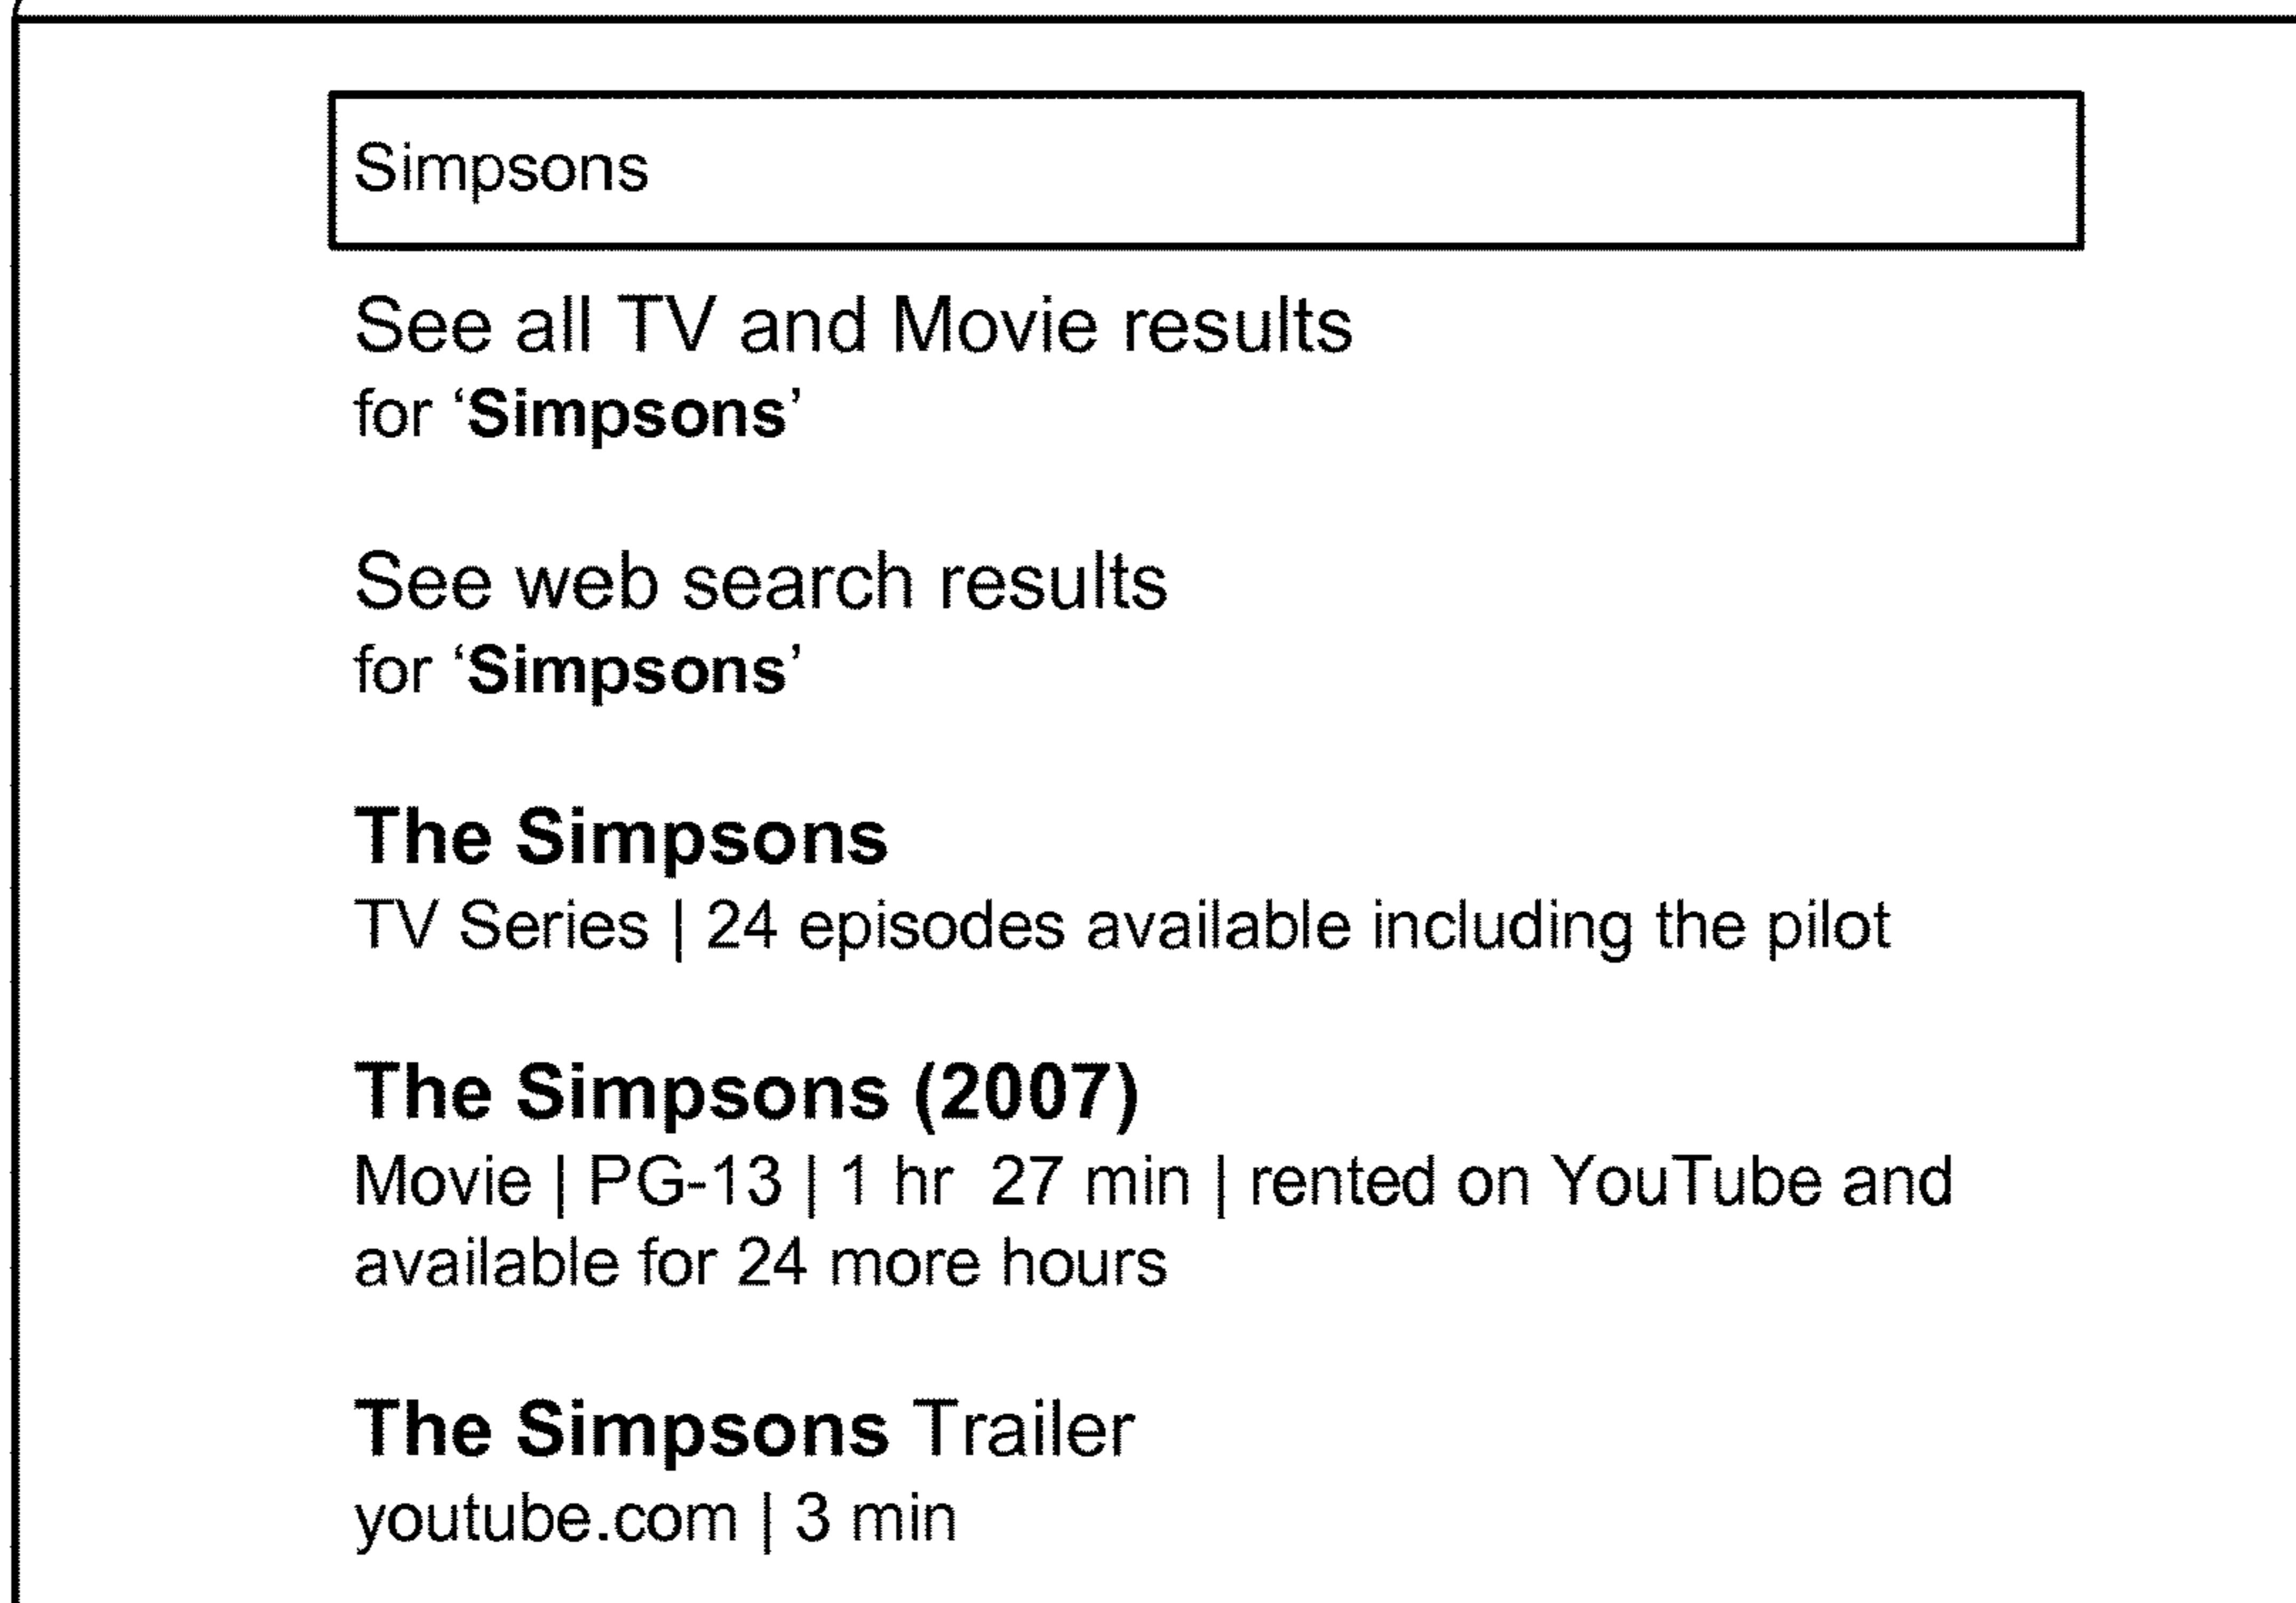 Simpsons
See all TV and Movie results
for ‘Simpsons’
See web search results
for ‘Simpsons’
The Simpsons
TV Series | 24 episodes available including the pilot
The Simpsons (2007)
Movie | PG-13 | 1 hr 27 min | rented on YouTube and
available for 24 more hours
The Simpsons Trailer
youtube.com | 3 min